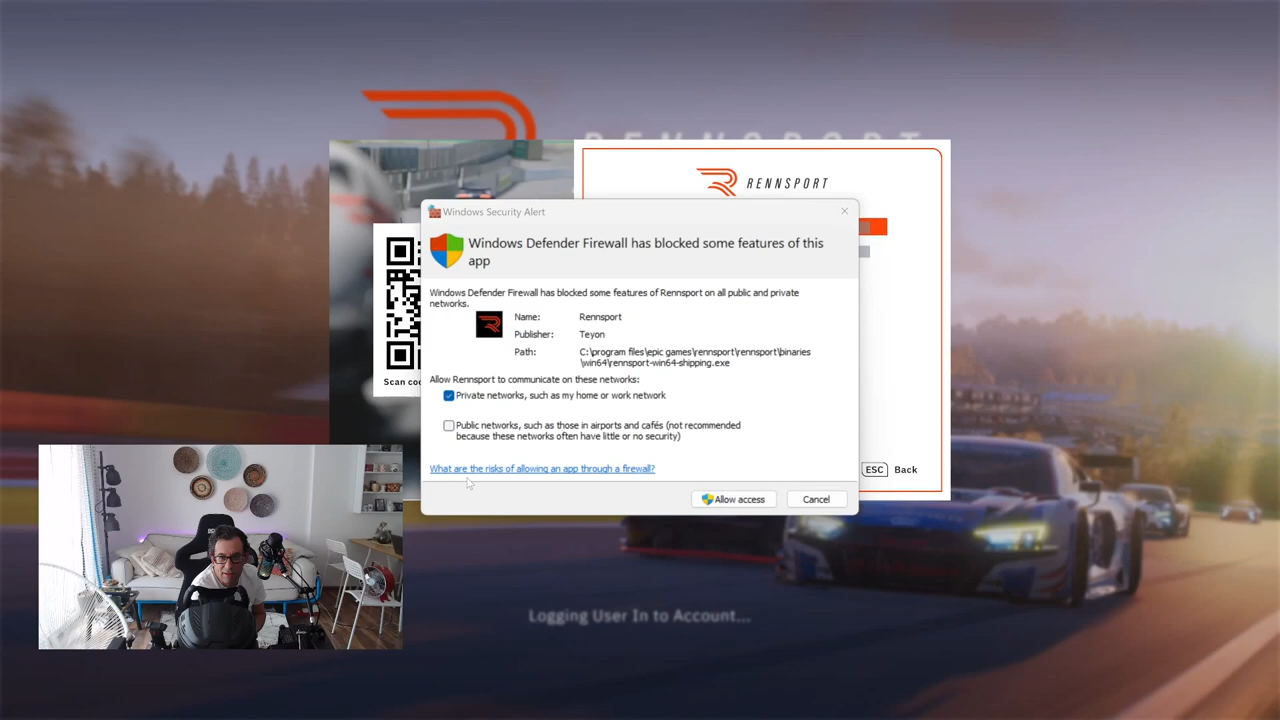 RENNSPORT
RENNSPORT
Windows Security Alert
Windows Defender Firewall has blocked some features of this
app
Windows Defender Firewall has blocked some features of Rennsport on all public and private
networks.
Name: Rennsport
Publisher: Teyon
Path: C:\program files\epic games\rennsport\rennsport\binaries
\win64\rennsport-win64-shipping.exe
Allow Rennsport to communicate on these networks:
Private networks, such as my home or work network
Public networks, such as those in airports and cafés (not recommended
because these networks often have little or no security)
What are the risks of allowing an app through a firewall?
Allow access
Cancel
Scan
ESC Back
Logging User In to Account...